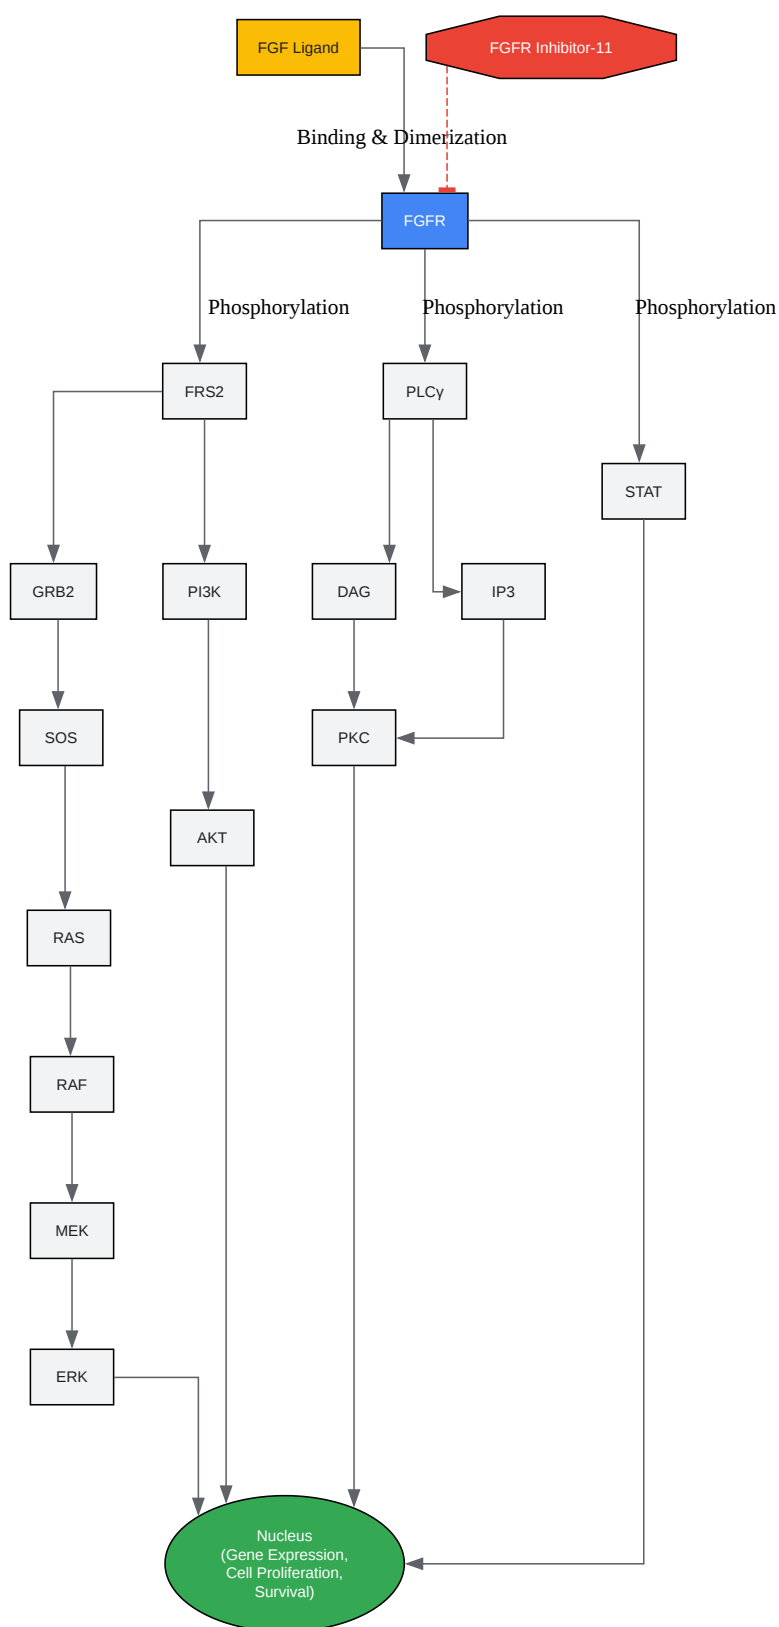 FGF Ligand
FGFR Inhibitor-11
Binding & Dimerization
FGFR
Phosphorylation
Phosphorylation
Phosphorylation
FRS2
PLCγ
STAT
GRB2
PI3K
DAG
IP3
SOS
PKC
AKT
RAS
RAF
MEK
ERK
Nucleus
(Gene Expression,
Cell Proliferation,
Survival)